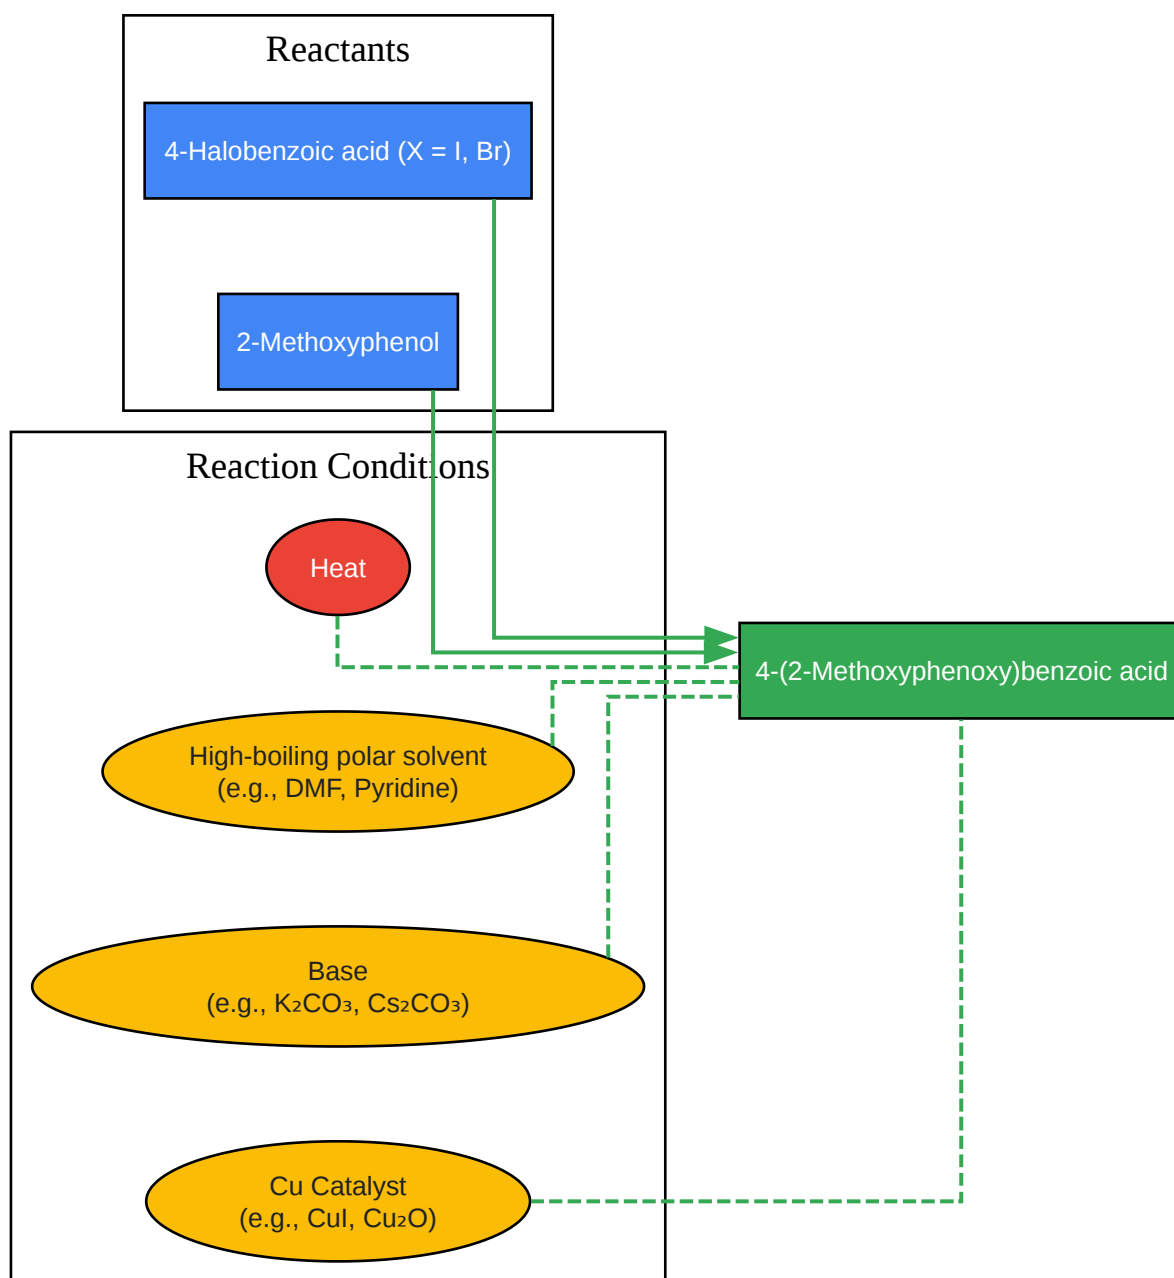 Reactants
4-Halobenzoic acid (X = I, Br)
2-Methoxyphenol
Reaction Conditions
Heat
4-(2-Methoxyphenoxy)benzoic acid
High-boiling polar solvent
(e.g., DMF, Pyridine)
Base
(e.g., K₂CO₃, Cs₂CO₃)
Cu Catalyst
(e.g., CuI, Cu₂O)